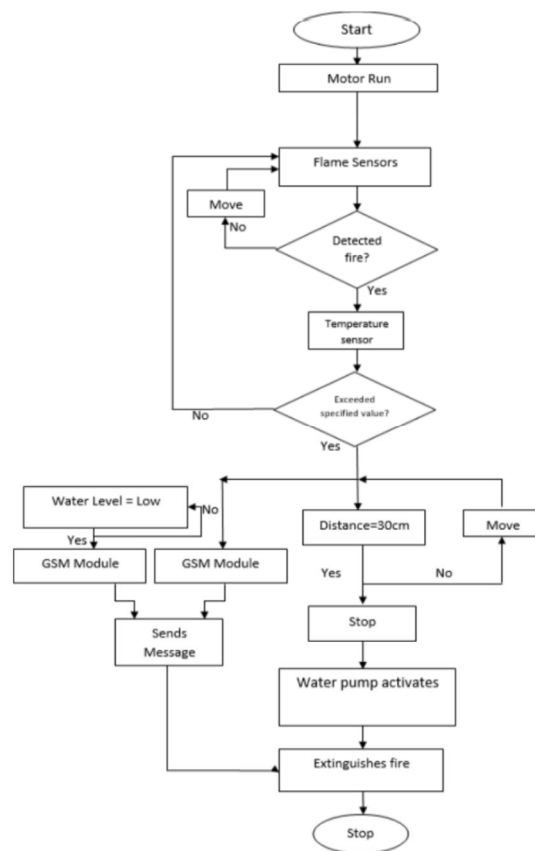 Start
Motor Run
Flame Sensors
Move
No
Detected
fire?
Yes
Temperature
sensor
Exceeded
specified value?
No
Yes
Water Level = Low
No
Yes
GSM Module
GSM Module
Distance=30cm
Move
Yes
No
Sends
Message
Stop
Water pump activates
Extinguishes fire
Stop